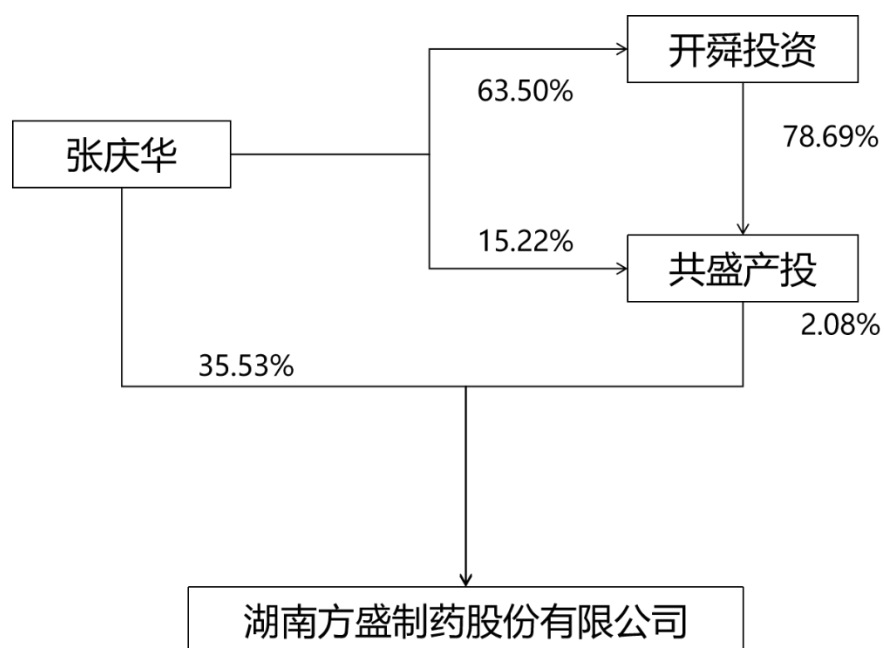 开舜投资
63.50%
78.69%
张庆华
15.22%
共盛产投
2.08%
35.53%
湖南方盛制药股份有限公司